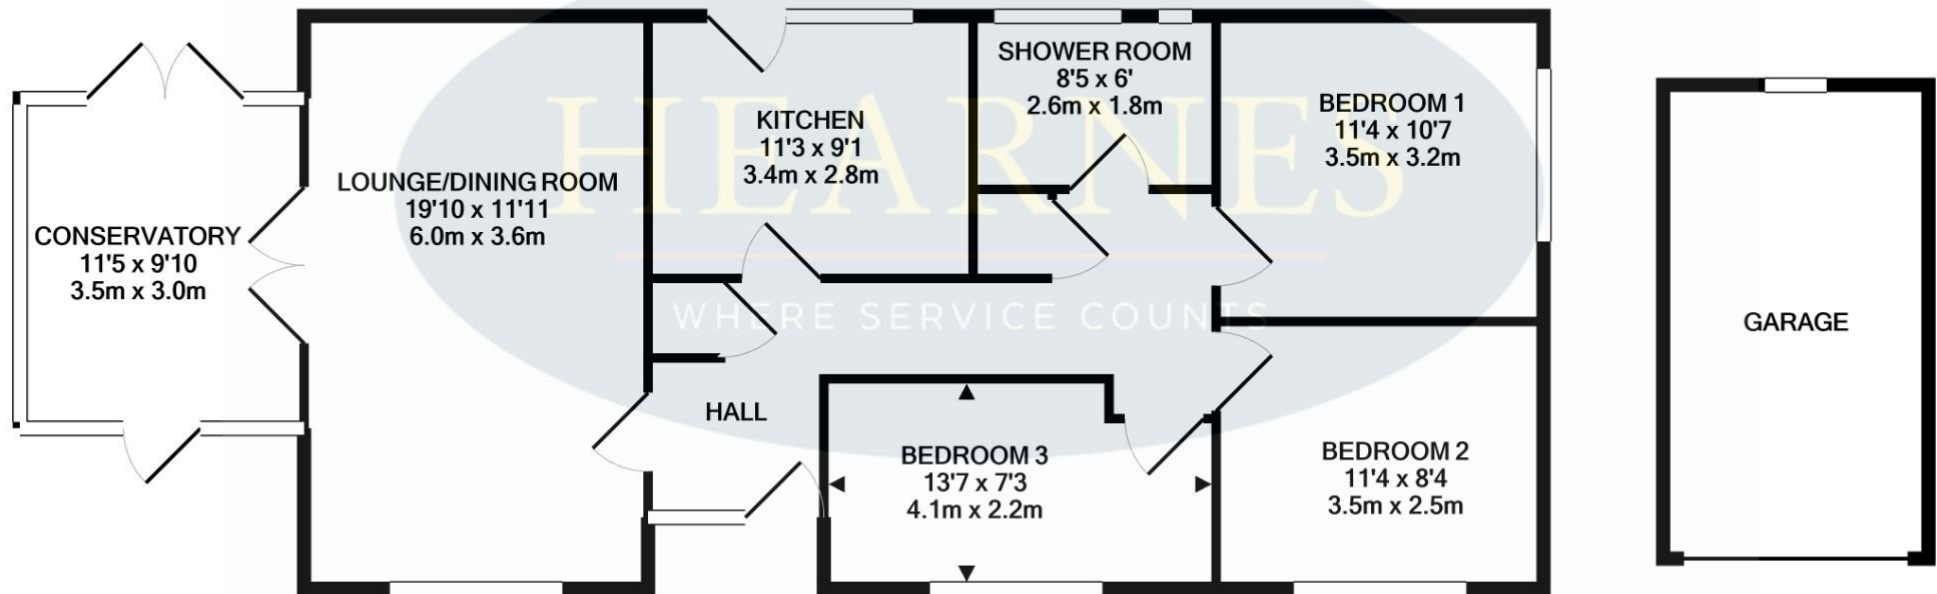 CONSERVATORY
11'5 x 9'10
3.5m x 3.0m
LOUNGE/DINING ROOM
19'10 x 11'11
6.0m x 3.6m
KITCHEN
11'3 x 9'1
3.4m x 2.8m
SHOWER ROOM
8'5 x 6'
2.6m x 1.8m
BEDROOM 1
11'4 x 10'7
3.5m x 3.2m
HALL
BEDROOM 3
13'7 x 7'3
4.1m x 2.2m
BEDROOM 2
11'4 x 8'4
3.5m x 2.5m
GARAGE
HEARNES
WHERE SERVICE COUNTS